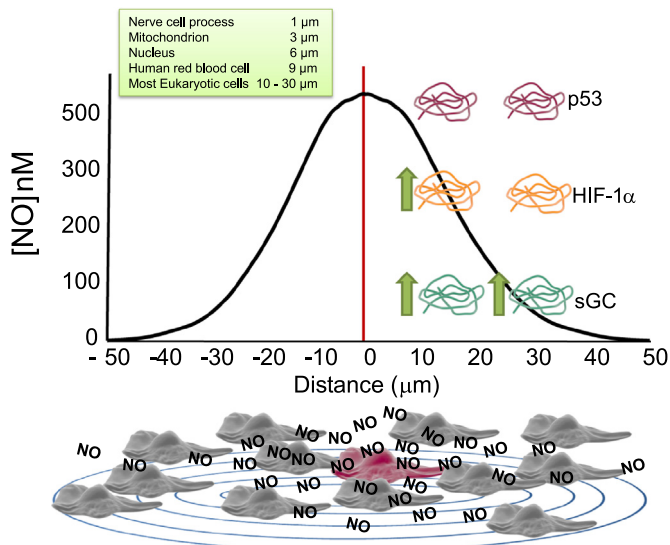 Nerve cell process 1 µm
Mitochondrion 3 µm
Nucleus 6 µm
Human red blood cell 9 µm
Most Eukaryotic cells 10 - 30 µm
[NO]nM
500
300
200
100
0
p53
HIF-1α
sGC
- 50 -30 -20 -10 0 10 20 30 40 50
Distance (µm)
NO NO
NO NO NO NO NO
NO NO NO NO NO NO NO
NO NO NO NO NO NO NO
NO NO NO NO NO
NO NO NO NO NO
NO NO NO NO